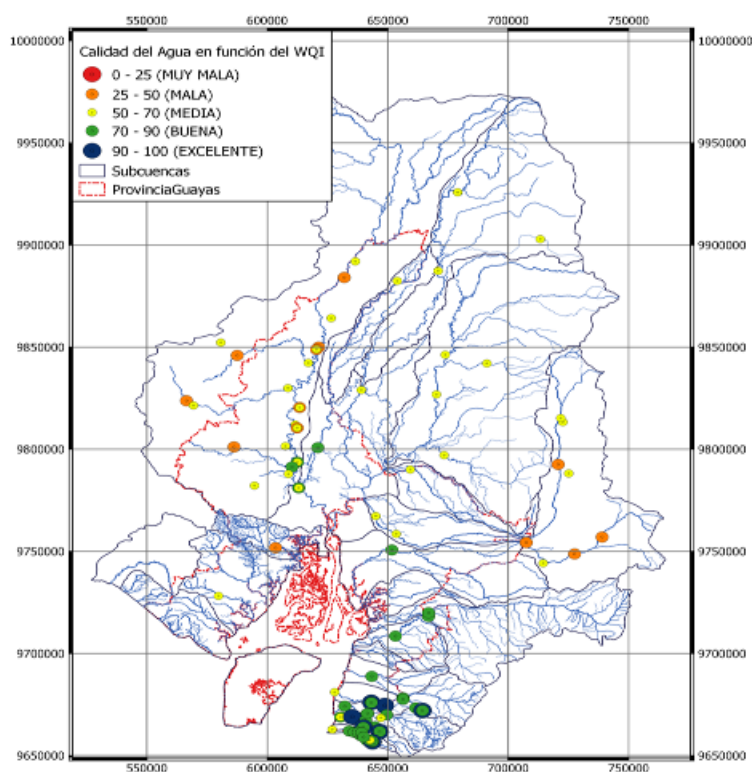 550000 600000 650000 700000 750000
10000000 10000000
Calidad del Agua en función del WQI
0 - 25 (MUY MALA)
25 - 50 (MALA)
50 - 70 (MEDIA)
70 - 90 (BUENA)
90 - 100 (EXCELENTE)
Subcuencas
ProvinciaGuayas
9950000 9950000
9900000 9900000
9850000 9850000
9800000 9800000
9750000 9750000
9700000 9700000
9650000 9650000
550000 600000 650000 700000 750000